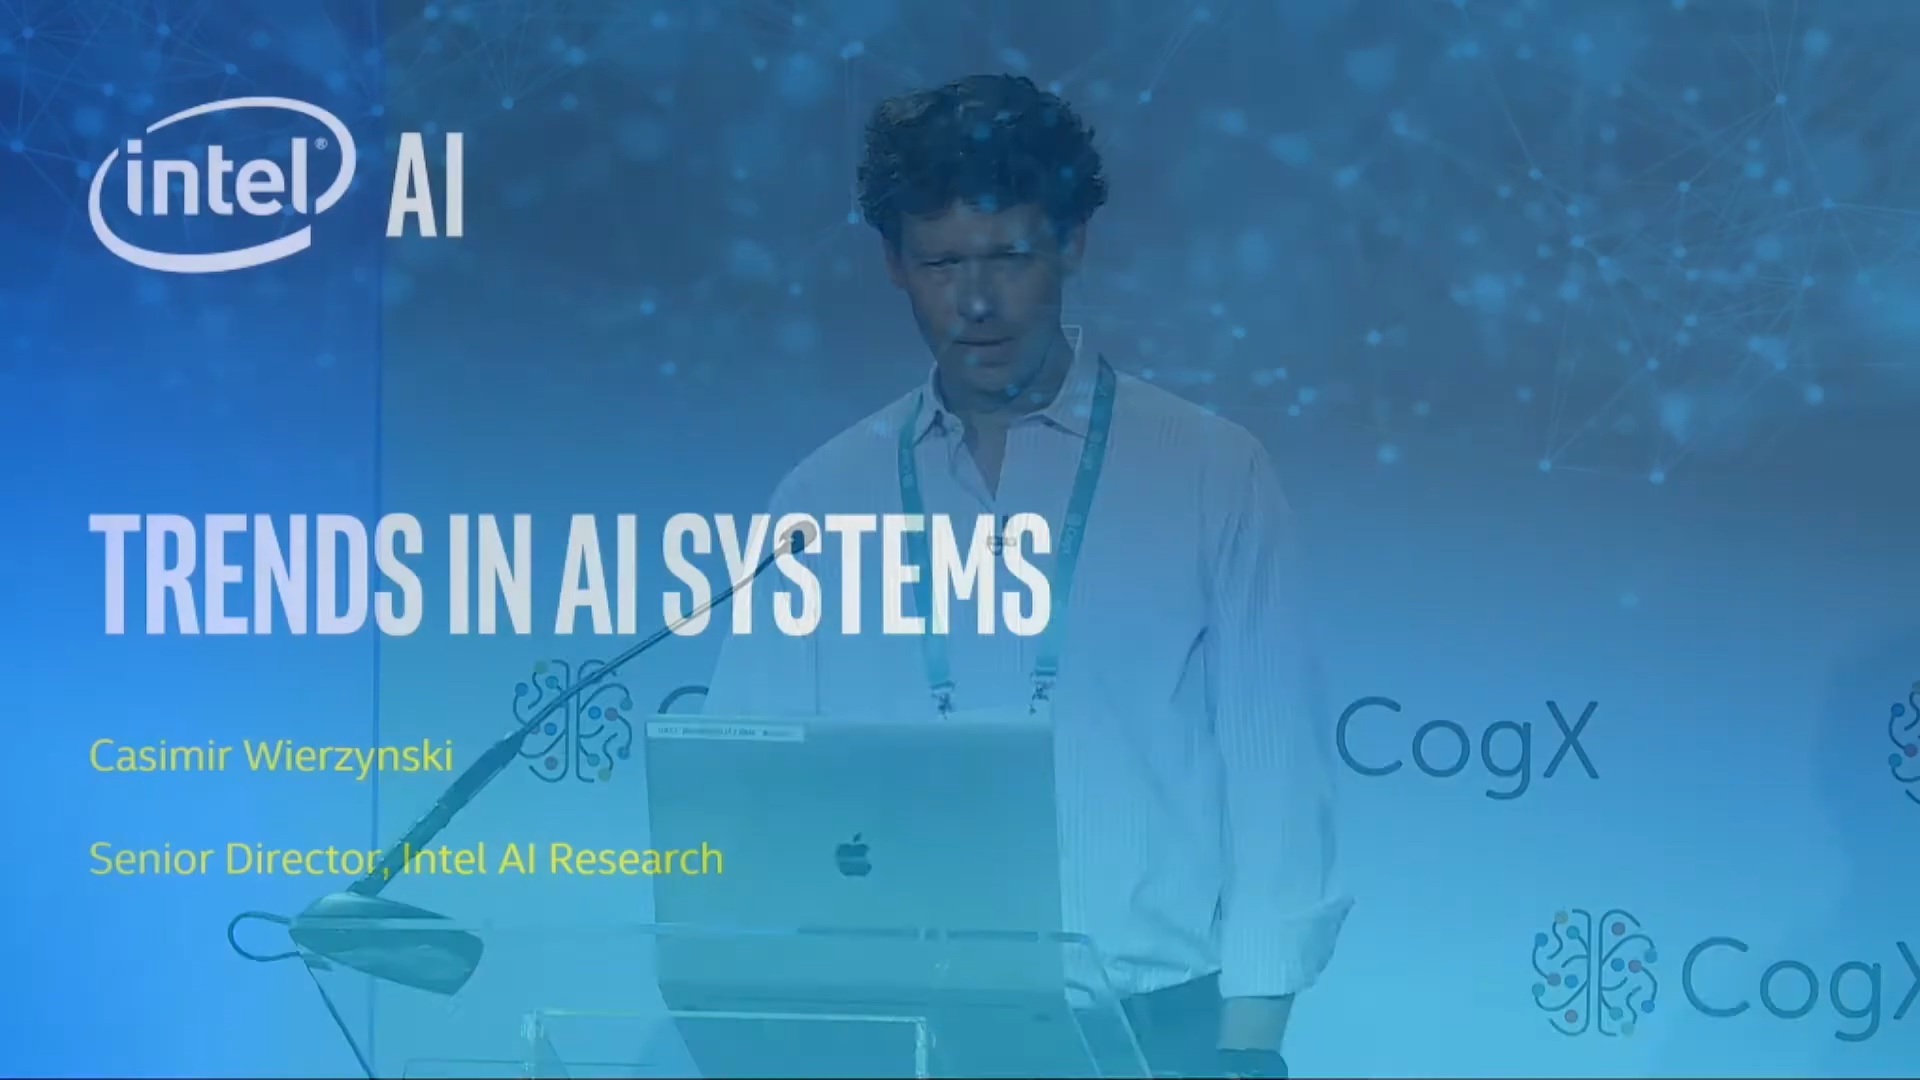 intel® AI
TRENDS IN AI SYSTEMS
Casimir Wierzynski
Senior Director, Intel AI Research
CogX
CogX